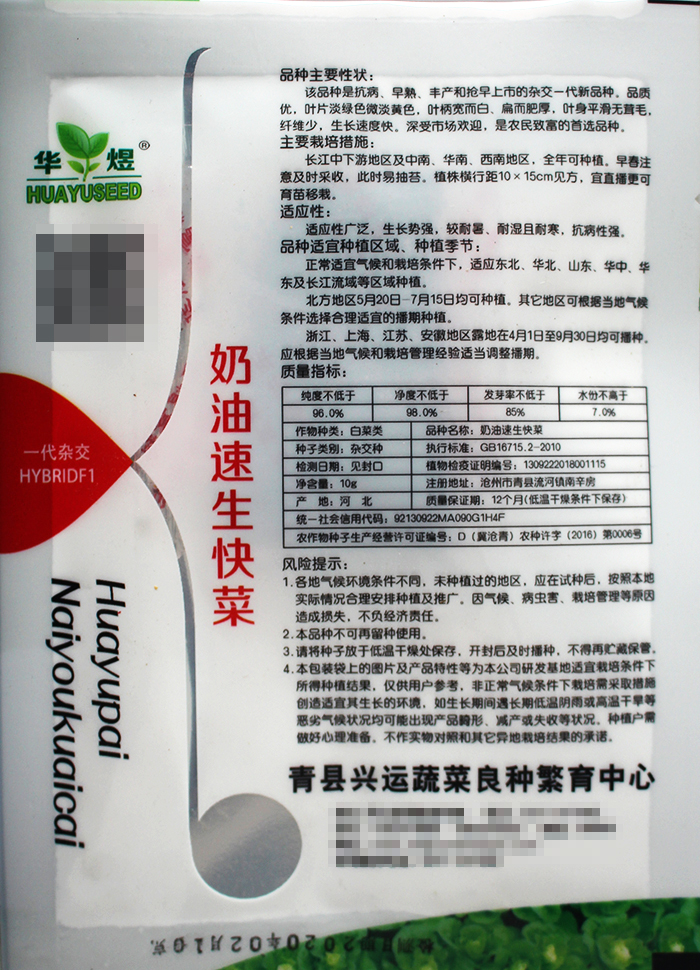 华煜®
HUAYUSEED
一代杂交
HYBRIDF1
奶油速生快菜
Huayupai
Naiyoukuaicai
品种主要性状：
该品种是抗病、早熟、丰产和抢早上市的杂交一代新品种。品质
优，叶片淡绿色微淡黄色，叶柄宽而白、扁而肥厚，叶身平滑无茸毛，
纤维少，生长速度快。深受市场欢迎，是农民致富的首选品种。
主要栽培措施：
长江中下游地区及中南、华南、西南地区，全年可种植。早春注
意及时采收，此时易抽苔。植株横行距10×15cm见方，宜直播更可
育苗移栽。
适应性：
适应性广泛，生长势强，较耐暑、耐湿且耐寒，抗病性强。
品种适宜种植区域、种植季节：
正常适宜气候和栽培条件下，适应东北、华北、山东、华中、华
东及长江流域等区域种植。
北方地区5月20日-7月15日均可种植。其它地区可根据当地气候
条件选择合理适宜的播期种植。
浙江、上海、江苏、安徽地区露地在4月1日至9月30日均可播种。
应根据当地气候和栽培管理经验适当调整播期。
质量指标：
纯度不低于 净度不低于 发芽率不低于 水份不高于
96.0% 98.0% 85% 7.0%
作物种类：白菜类 品种名称：奶油速生快菜
种子类别：杂交种 执行标准：GB16715.2-2010
检测日期：见封口 植物检疫证明编号：1309222018001115
净含量：10g 注册地址：沧州市青县流河镇南辛房
产 地：河 北 质量保证期：12个月(低温干燥条件下保存)
统一社会信用代码：92130922MA090G1H4F
农作物种子生产经营许可证编号：D（冀沧青）农种许字（2016）第0006号
风险提示：
1.各地气候环境条件不同，未种植过的地区，应在试种后，按照本地
实际情况合理安排种植及推广。因气候、病虫害、栽培管理等原因
造成损失，不负经济责任。
2.本品种不可再留种使用。
3.请将种子放于低温干燥处保存，开封后及时播种，不得再贮藏保管。
4.本包装袋上的图片及产品特性等为本公司研发基地适宜栽培条件下
所得种植结果，仅供用户参考，非正常气候条件下栽培需采取措施
创造适宜其生长的环境，如生长期间遇长期低温阴雨或高温干旱等
恶劣气候状况均可能出现产品畸形、减产或失收等状况。种植户需
做好心理准备。不作实物对照和其它异地栽培结果的承诺。
青县兴运蔬菜良种繁育中心
检测日期2020年02月10克